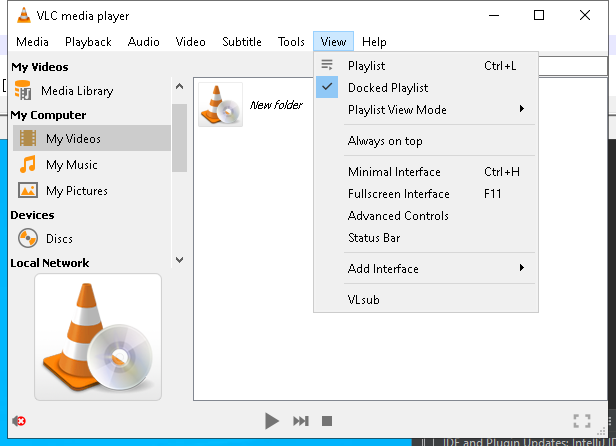 VLC media player
Media Playback Audio Video Subtitle Tools View Help
My Videos
Media Library
My Computer
My Videos
My Music
My Pictures
Devices
Discs
Local Network
New folder
Playlist Ctrl+L
Docked Playlist
Playlist View Mode
Always on top
Minimal Interface Ctrl+H
Fullscreen Interface F11
Advanced Controls
Status Bar
Add Interface
VLsub
IDE and Plugin Updates: IntelliJ